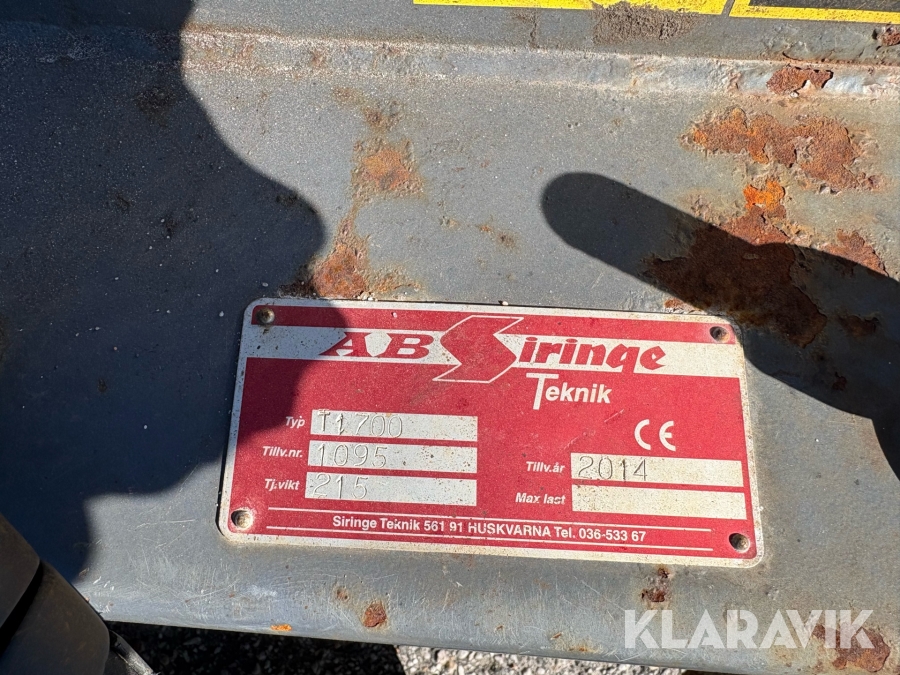 AB Siringe
Teknik
Typ T1700
Tillv.nr. 1095
Tj.vikt 215
CE
Tillv.år 2014
Max last
Siringe Teknik 561 91 HUSKVARNA Tel. 036-533 67
KLARAVIK